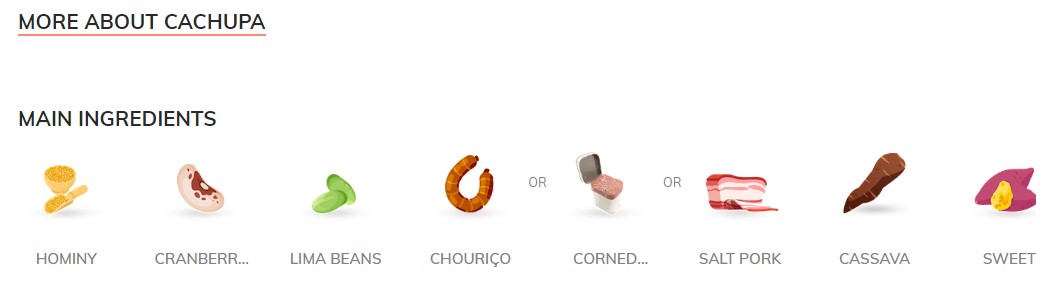 MORE ABOUT CACHUPA
MAIN INGREDIENTS
OR OR
HOMINY CRANBERR... LIMA BEANS CHOURIÇO CORNED... SALT PORK CASSAVA SWEET